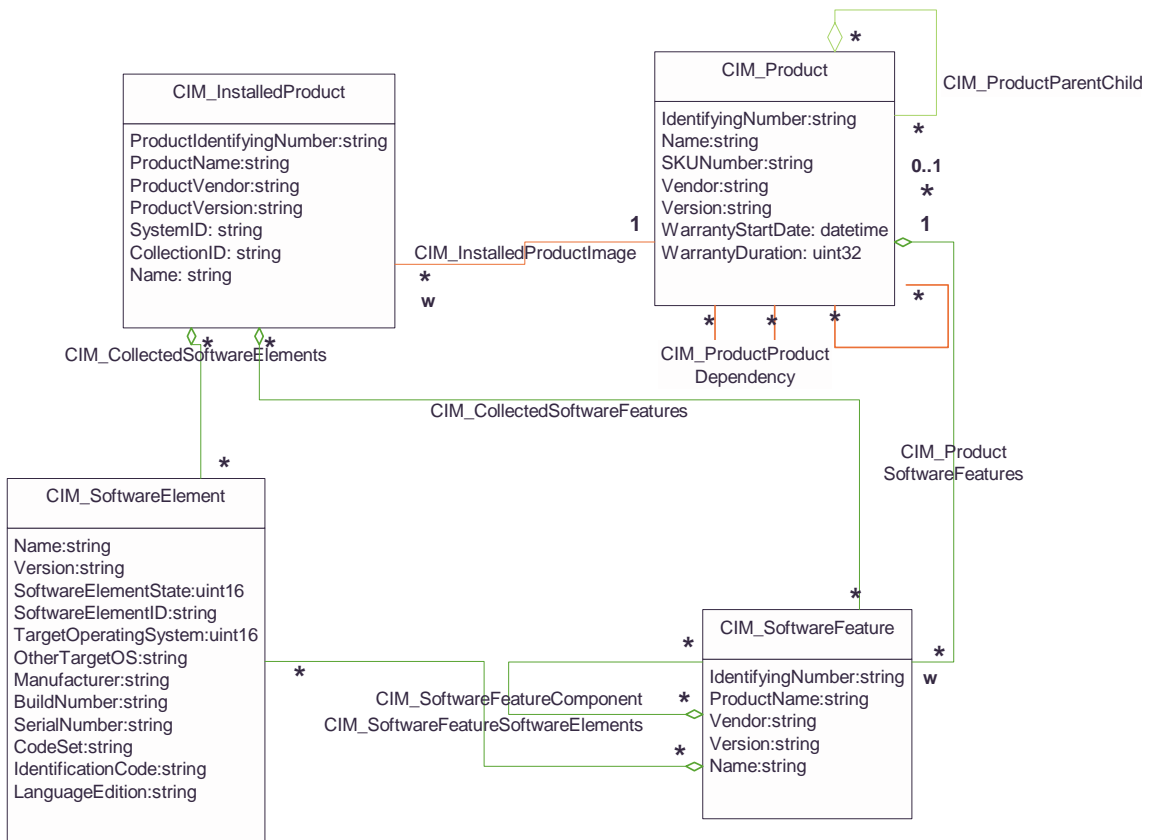 CIM_InstalledProduct
ProductIdentifyingNumber:string
ProductName:string
ProductVendor:string
ProductVersion:string
SystemID: string
CollectionID: string
Name: string
*
CIM_Product
IdentifyingNumber:string
Name:string
SKUNumber:string
Vendor:string
Version:string
WarrantyStartDate: datetime
WarrantyDuration: uint32
CIM_ProductParentChild
*
0..1
*
1
1
CIM_InstalledProductImage
*
w
*
*
CIM_CollectedSoftwareElements
*
*
*
*
CIM_ProductProduct
Dependency
CIM_CollectedSoftwareFeatures
CIM_Product
SoftwareFeatures
*
CIM_SoftwareElement
Name:string
Version:string
SoftwareElementState:uint16
SoftwareElementID:string
TargetOperatingSystem:uint16
OtherTargetOS:string
Manufacturer:string
BuildNumber:string
SerialNumber:string
CodeSet:string
IdentificationCode:string
LanguageEdition:string
*
*
*
w
*
CIM_SoftwareFeatureComponent
*
CIM_SoftwareFeatureSoftwareElements
*
CIM_SoftwareFeature
IdentifyingNumber:string
ProductName:string
Vendor:string
Version:string
Name:string